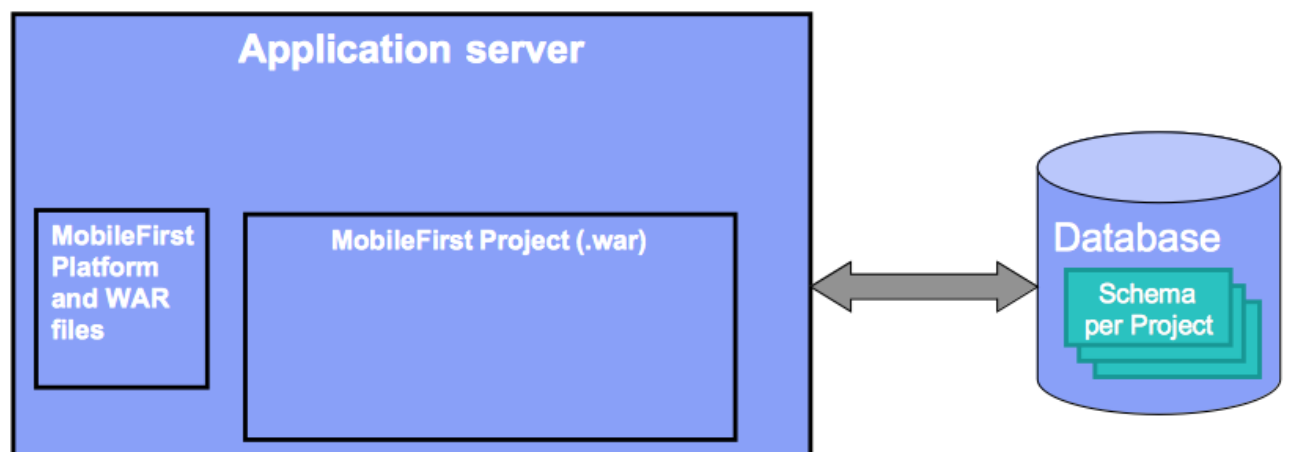 Application server
MobileFirst
Platform
and WAR
files
MobileFirst Project (.war)
Database
Schema
per Project